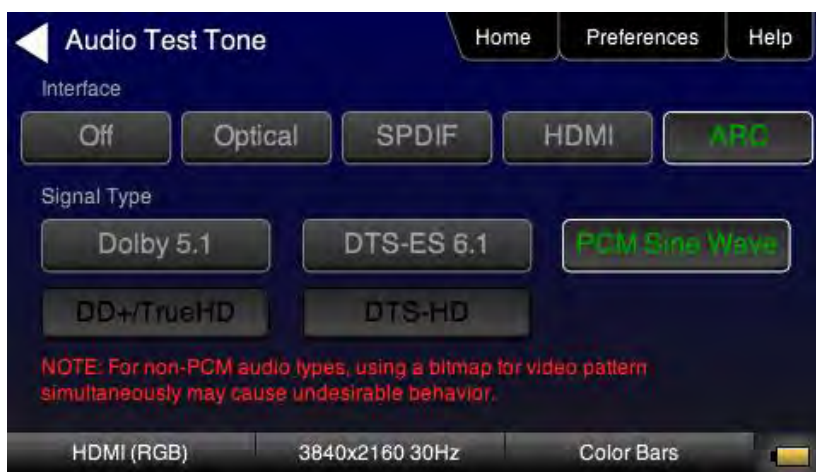 Audio Test Tone Home Preferences Help
Interface
Off Optical SPDIF HDMI ARC
Signal Type
Dolby 5.1 DTS-ES 6.1 PCM Sine Wave
DD+/TrueHD DTS-HD
NOTE: For non-PCM audio types, using a bitmap for video pattern
simultaneously may cause undesirable behavior.
HDMI (RGB) 3840x2160 30Hz Color Bars